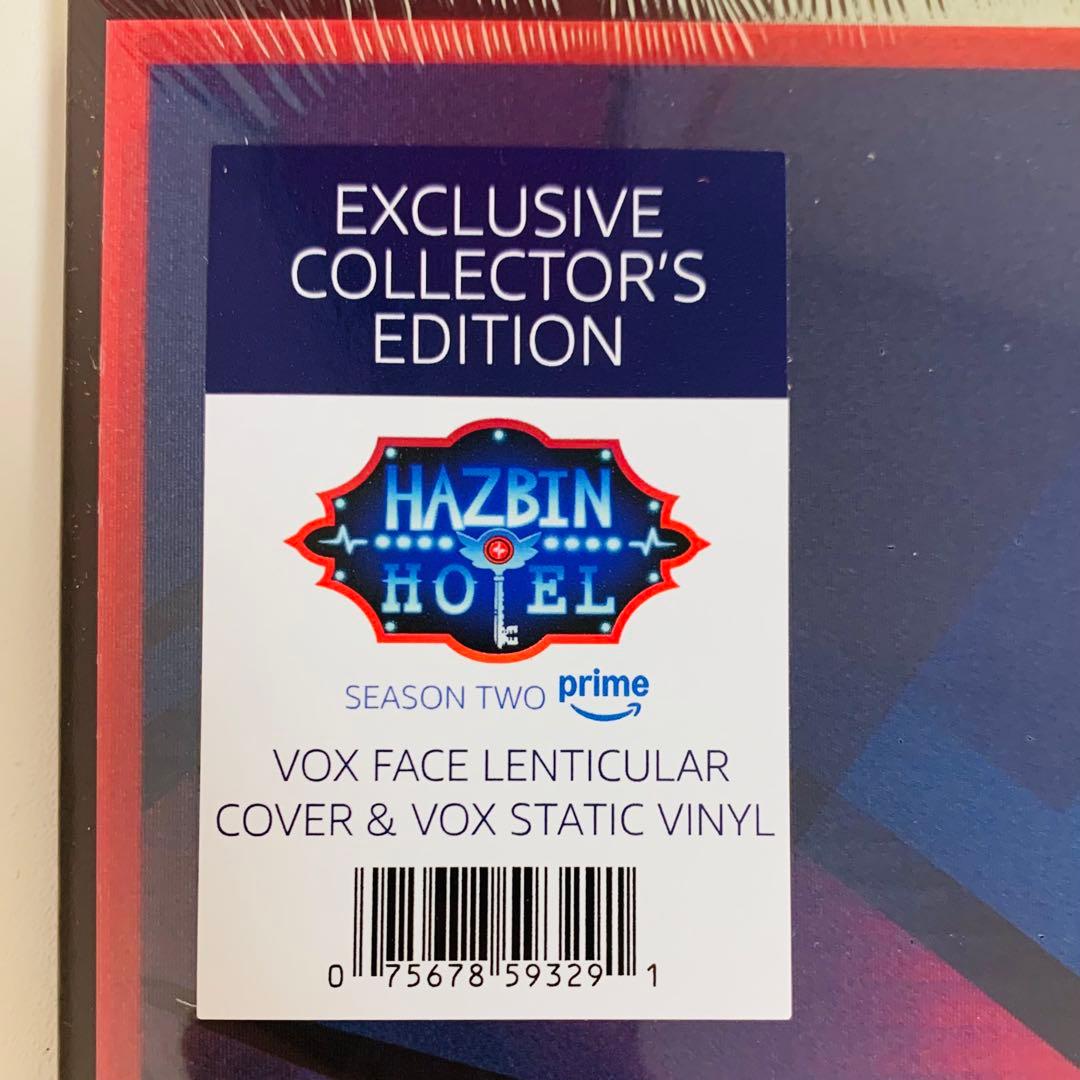 EXCLUSIVE
COLLECTOR'S
EDITION
HAZBIN
HOTEL
SEASON TWO prime
VOX FACE LENTICULAR
COVER & VOX STATIC VINYL
0 75678 59329 1